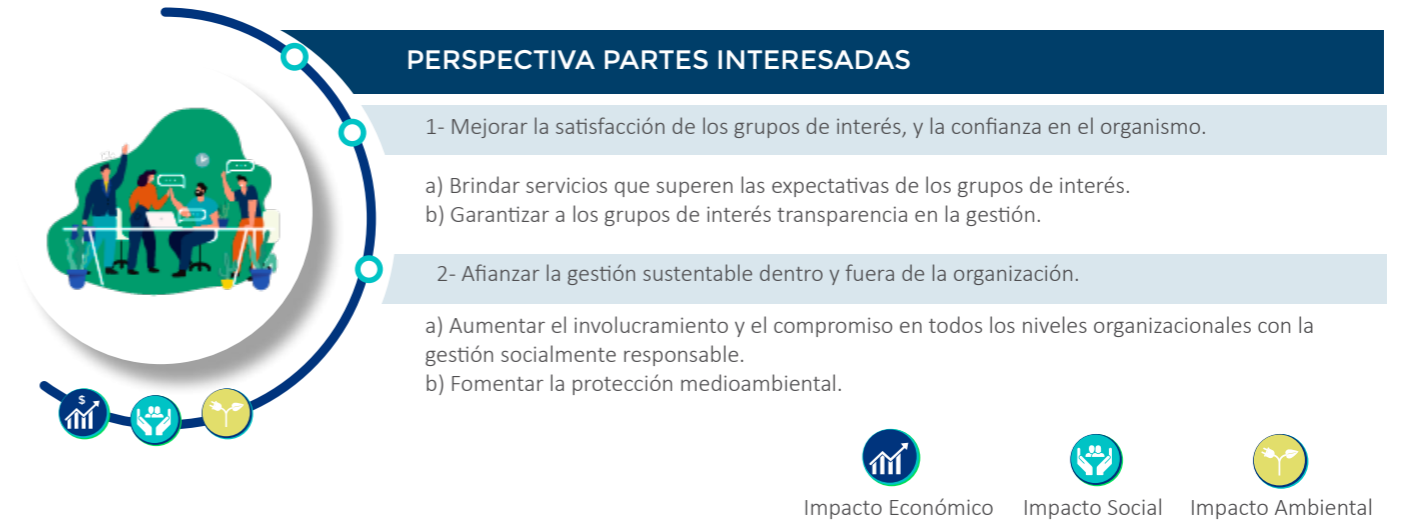 PERSPECTIVA PARTES INTERESADAS
1- Mejorar la satisfacción de los grupos de interés, y la confianza en el organismo.
a) Brindar servicios que superen las expectativas de los grupos de interés.
b) Garantizar a los grupos de interés transparencia en la gestión.
2- Afianzar la gestión sustentable dentro y fuera de la organización.
a) Aumentar el involucramiento y el compromiso en todos los niveles organizacionales con la
gestión socialmente responsable.
b) Fomentar la protección medioambiental.
$
Impacto Económico
Impacto Social
Impacto Ambiental